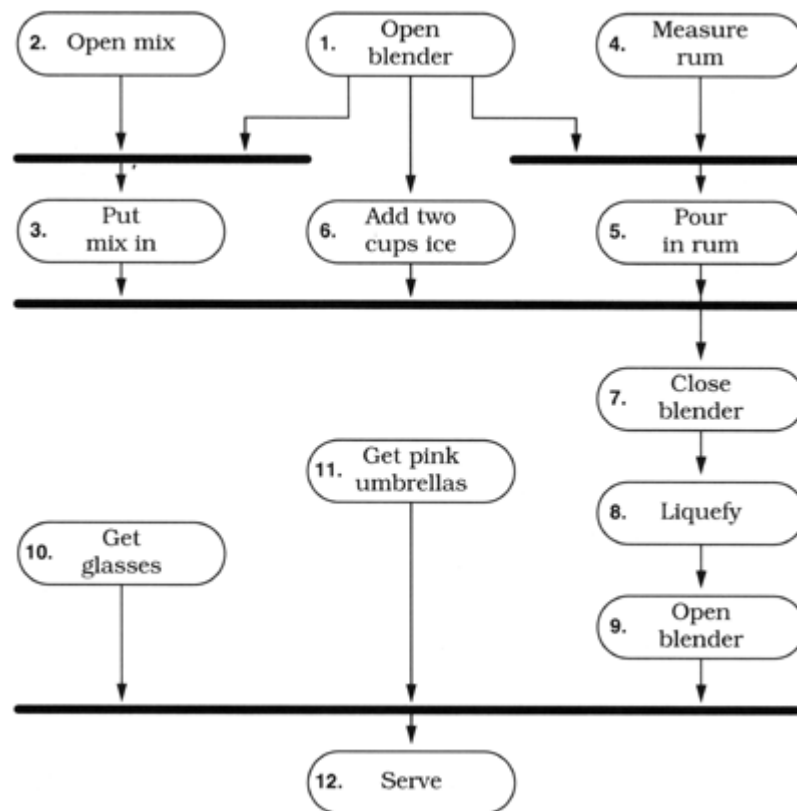 2. Open mix
1. Open
blender
4. Measure
rum
3. Put
mix in
6. Add two
cups ice
5. Pour
in rum
7. Close
blender
11. Get pink
umbrellas
8. Liquefy
10. Get
glasses
9. Open
blender
12. Serve